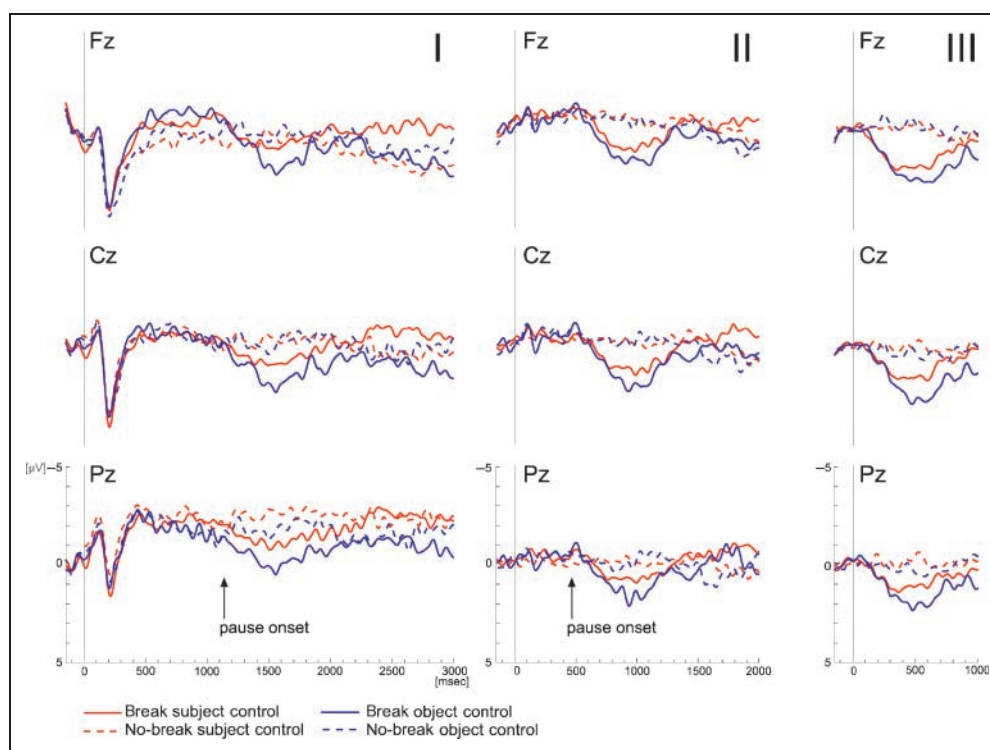 Fz I Fz II Fz III
Cz Cz Cz
[µV] −5 Pz −5 Pz −5 Pz
0 0 0
pause onset pause onset
5 5 5
0 500 1000 1500 2000 2500 3000 0 500 1000 1500 2000 0 1000
[msec]
Break subject control Break object control
No-break subject control No-break object control